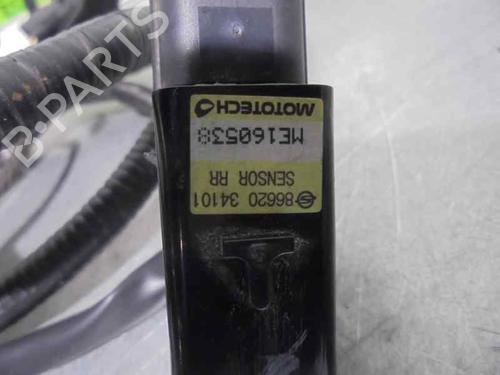 86620 34101
SENSOR RR
ME160538
MOTOTECH
B-PARTS